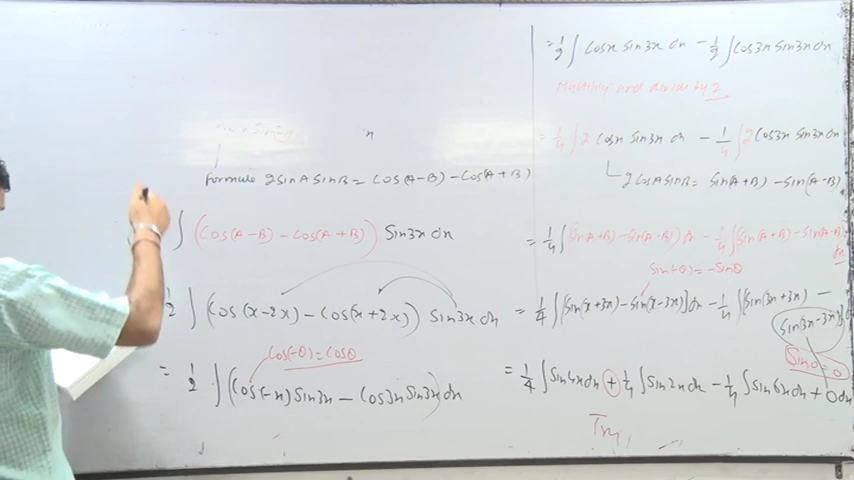 x
Formula 2sinA sinB = cos(A-B) - cos(A+B)
∫ (cos(A-B) - cos(A+B)) sin3x dx
1/2 ∫ (cos(x-2x) - cos(x+2x)) sin3x dx
cos(-θ) = cosθ
= 1/2 ∫ (cos(-x) sin3x - cos3x sin3x) dx
= 1/2 ∫ cosx sin3x dx - 1/2 ∫ cos3x sin3x dx
Multiply and divide by 2
= 1/4 ∫ 2 cosx sin3x dx - 1/4 ∫ 2 cos3x sin3x dx
2 cosA sinB = sin(A+B) - sin(A-B)
= 1/4 ∫ sin(A+B) - sin(A-B)) dx - 1/4 ∫ (sin(A+B) - sin(A-B) dx
sin(-θ) = -sinθ
= 1/4 ∫ [sin(x+3x) - sin(x-3x)] dx - 1/4 ∫ [sin(3x+3x) -
sin(3x-3x)] dx
sin0 = 0
= 1/4 ∫ sin4x dx + 1/4 ∫ sin2x dx - 1/4 ∫ sin6x dx + 0 dx